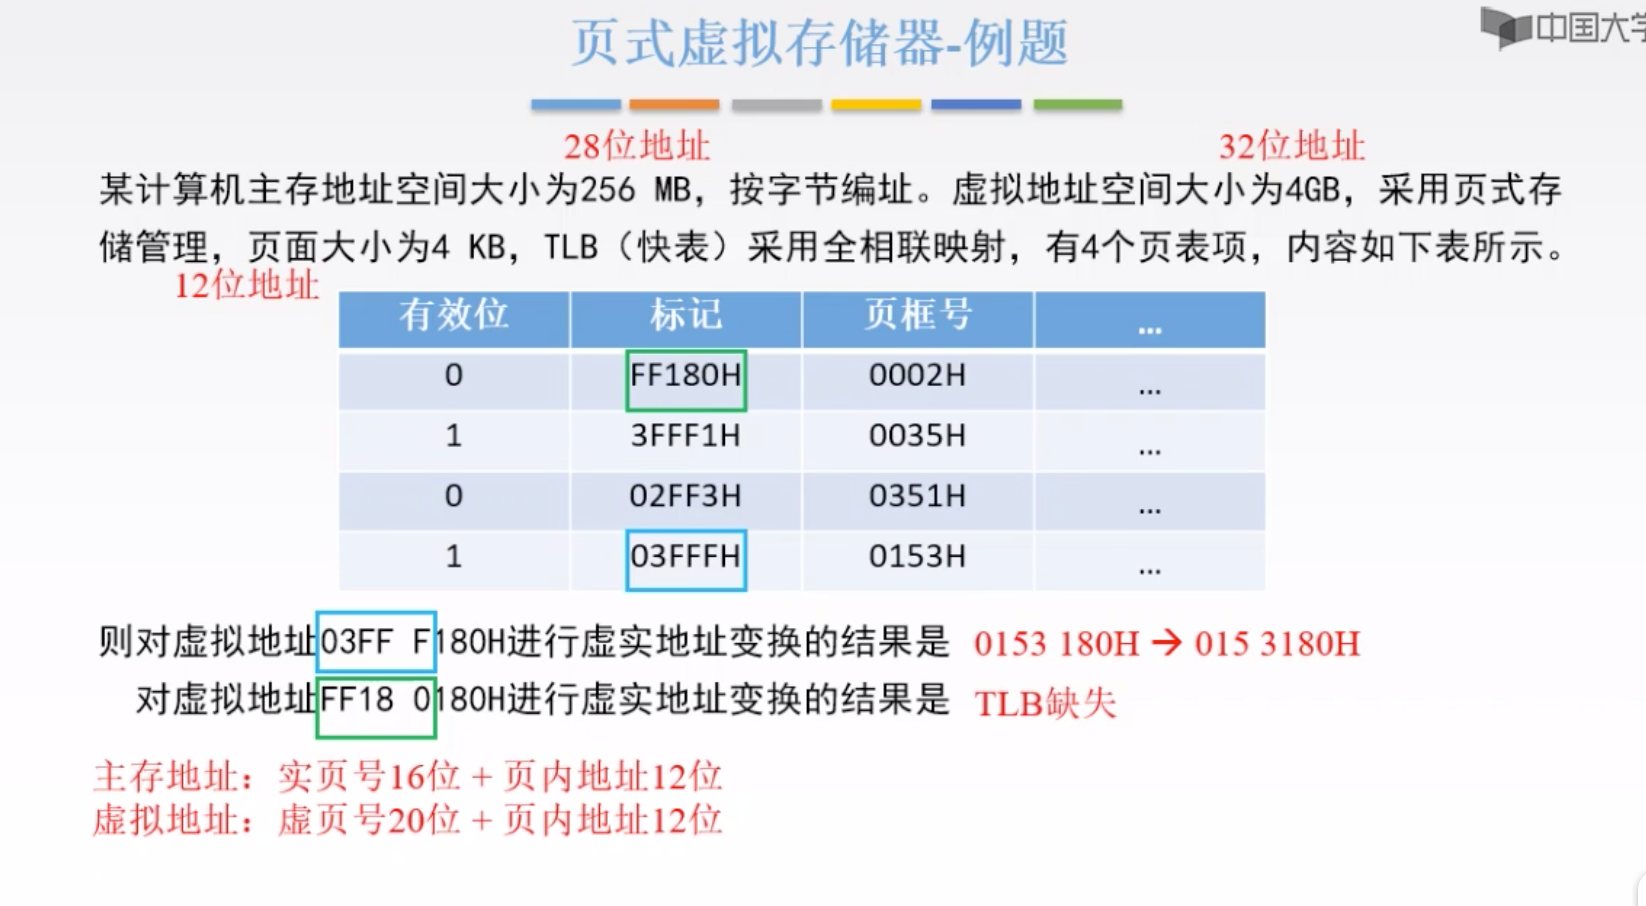 页式虚拟存储器-例题
中国大学
28位地址 32位地址
某计算机主存地址空间大小为256 MB，按字节编址。虚拟地址空间大小为4GB，采用页式存
储管理，页面大小为4 KB，TLB（快表）采用全相联映射，有4个页表项，内容如下表所示。
12位地址
有效位 标记 页框号 …
0 FF180H 0002H …
1 3FFF1H 0035H …
0 02FF3H 0351H …
1 03FFFH 0153H …
则对虚拟地址03FF F180H进行虚实地址变换的结果是 0153 180H → 015 3180H
对虚拟地址FF18 0180H进行虚实地址变换的结果是 TLB缺失
主存地址：实页号16位 + 页内地址12位
虚拟地址：虚页号20位 + 页内地址12位